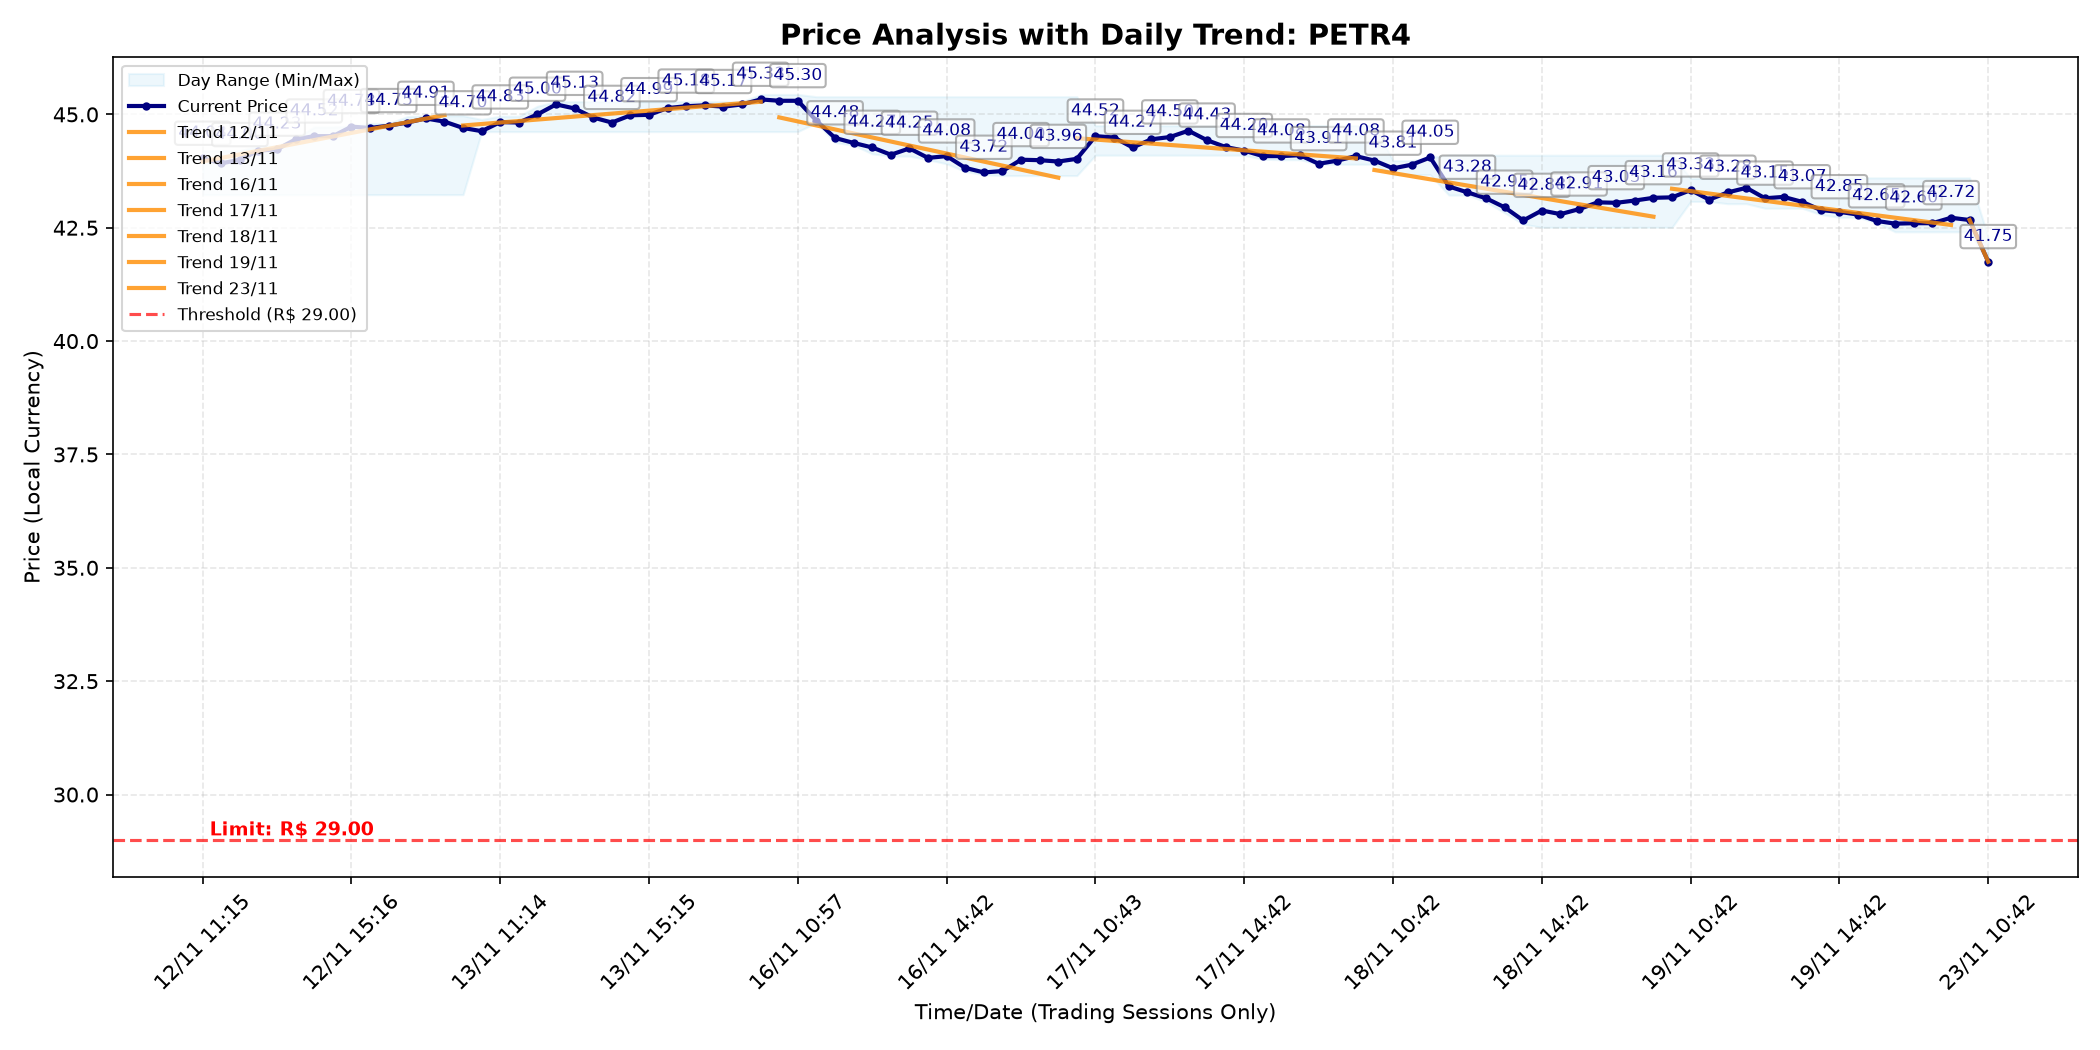 Price Analysis with Daily Trend: PETR4
Day Range (Min/Max)
Current Price
Trend 12/11
Trend 13/11
Trend 16/11
Trend 17/11
Trend 18/11
Trend 19/11
Trend 23/11
Threshold (R$ 29.00)
44.91
45.13
44.99
45.30
44.48
44.25
44.08
43.72
43.96
44.52
44.27
44.43
43.91
44.08
43.81
44.05
43.28
43.07
42.85
42.72
41.75
Price (Local Currency)
45.0
42.5
40.0
37.5
35.0
32.5
30.0
Limit: R$ 29.00
12/11 11:15
12/11 15:16
13/11 11:14
13/11 15:15
16/11 10:57
16/11 14:42
17/11 10:43
17/11 14:42
18/11 10:42
18/11 14:42
19/11 10:42
19/11 14:42
23/11 10:42
Time/Date (Trading Sessions Only)